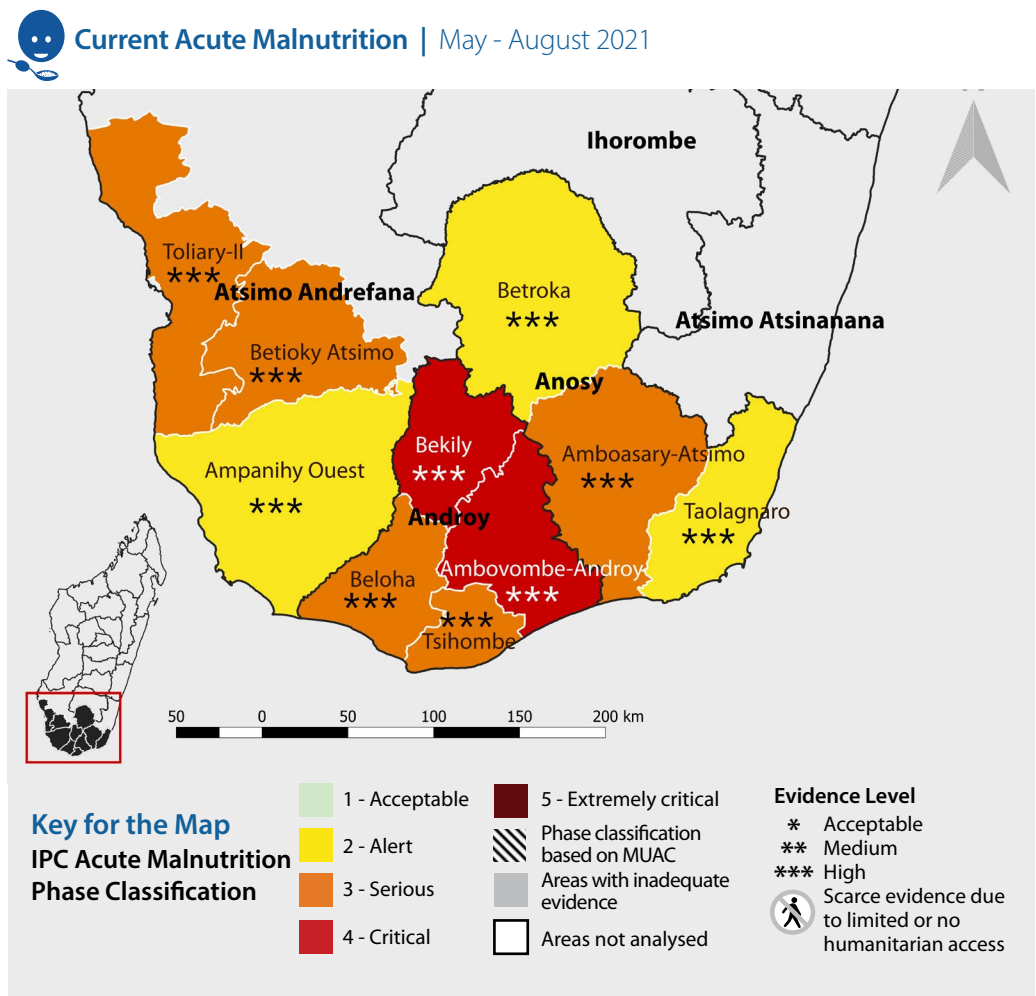 Current Acute Malnutrition | May - August 2021
Ihorombe
Toliary-II
***
Atsimo Andrefana
Betroka
***
Atsimo Atsinanana
Betioky Atsimo
***
Anosy
Bekily
***
Amboasary-Atsimo
***
Ampanihy Ouest
***
Androy
Taolagnaro
***
Ambovombe-Androy
***
Beloha
***
***
Tsihombe
50 0 50 100 150 200 km
Key for the Map
IPC Acute Malnutrition
Phase Classification
1 - Acceptable
2 - Alert
3 - Serious
4 - Critical
5 - Extremely critical
Phase classification
based on MUAC
Areas with inadequate
evidence
Areas not analysed
Evidence Level
* Acceptable
** Medium
*** High
Scarce evidence due
to limited or no
humanitarian access